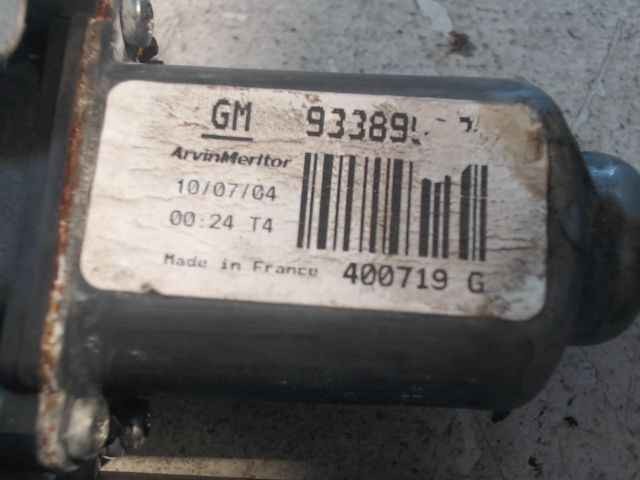 GM
ArvinMeritor
10/07/04
00:24 T4
Made in France 400719 G